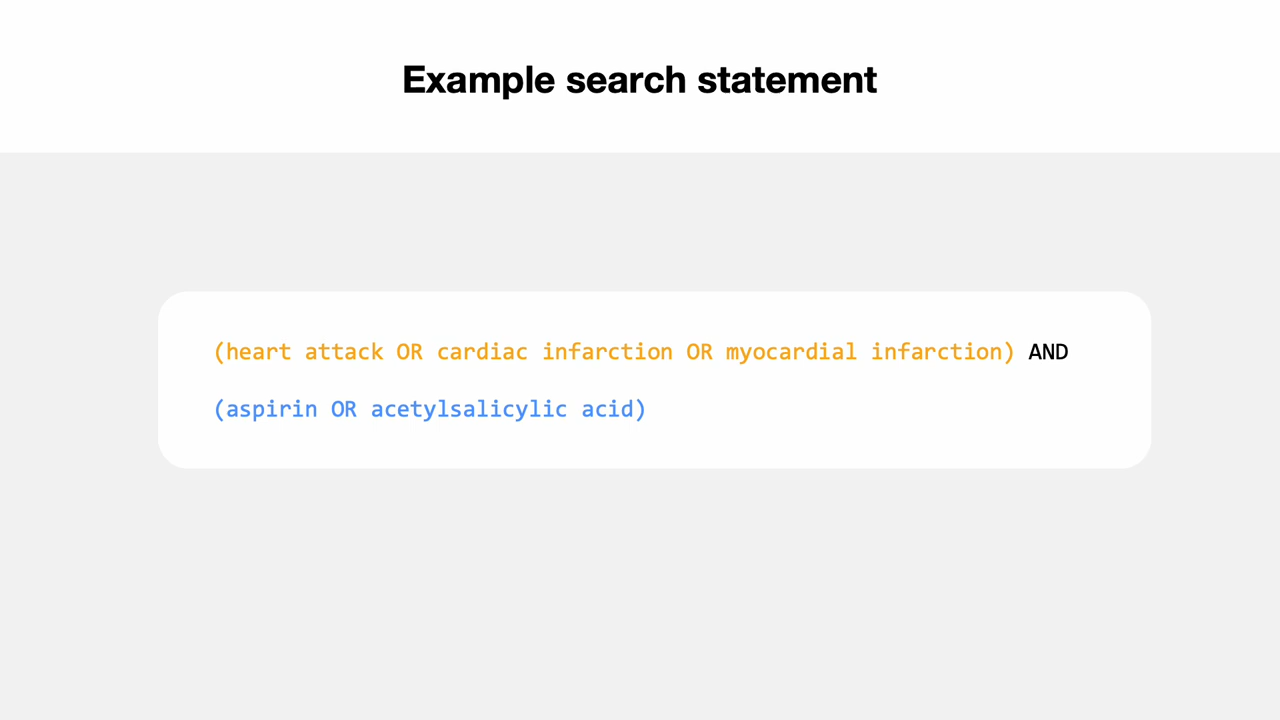 Example search statement
(heart attack OR cardiac infarction OR myocardial infarction) AND
(aspirin OR acetylsalicylic acid)